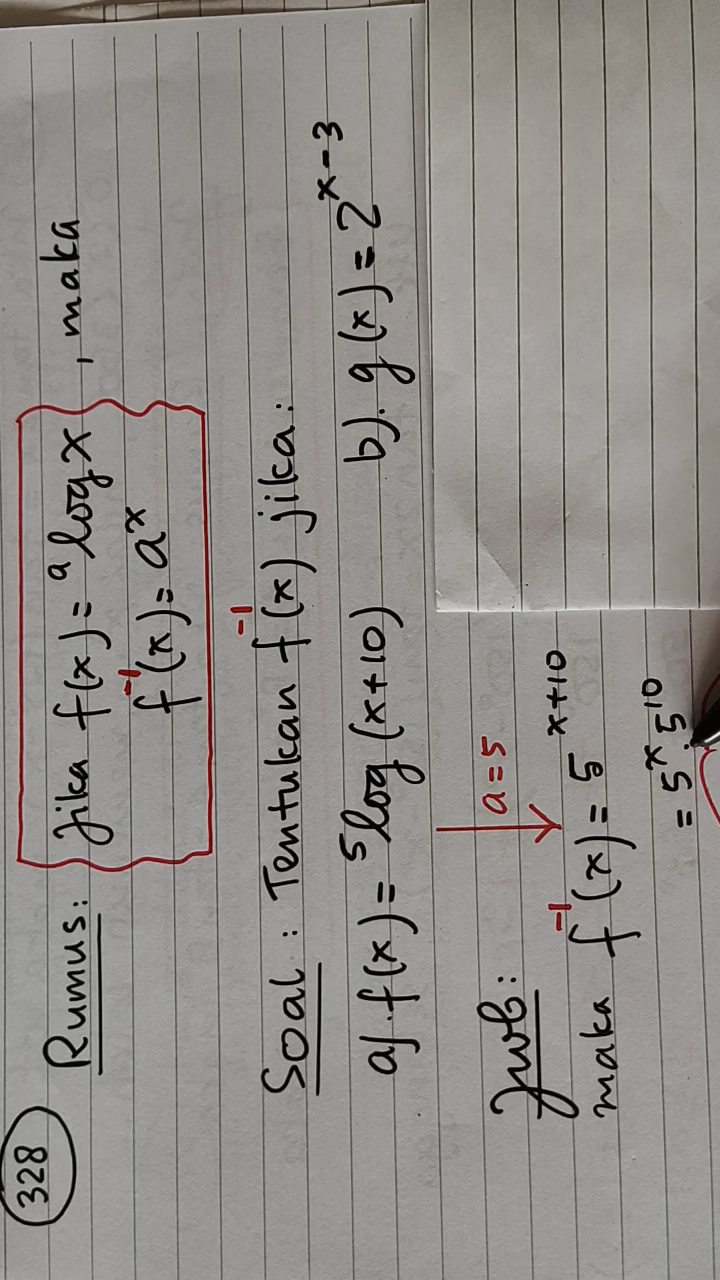 328
Rumus: Jika f(x) = ᵃlog x , maka
f⁻¹(x) = aˣ
Soal : Tentukan f⁻¹(x) jika:
a). f(x) = ⁵log (x+10) b). g(x) = 2ˣ⁻³
Jwb: a = 5
maka f⁻¹(x) = 5ˣ⁺¹⁰
= 5ˣ.5¹⁰